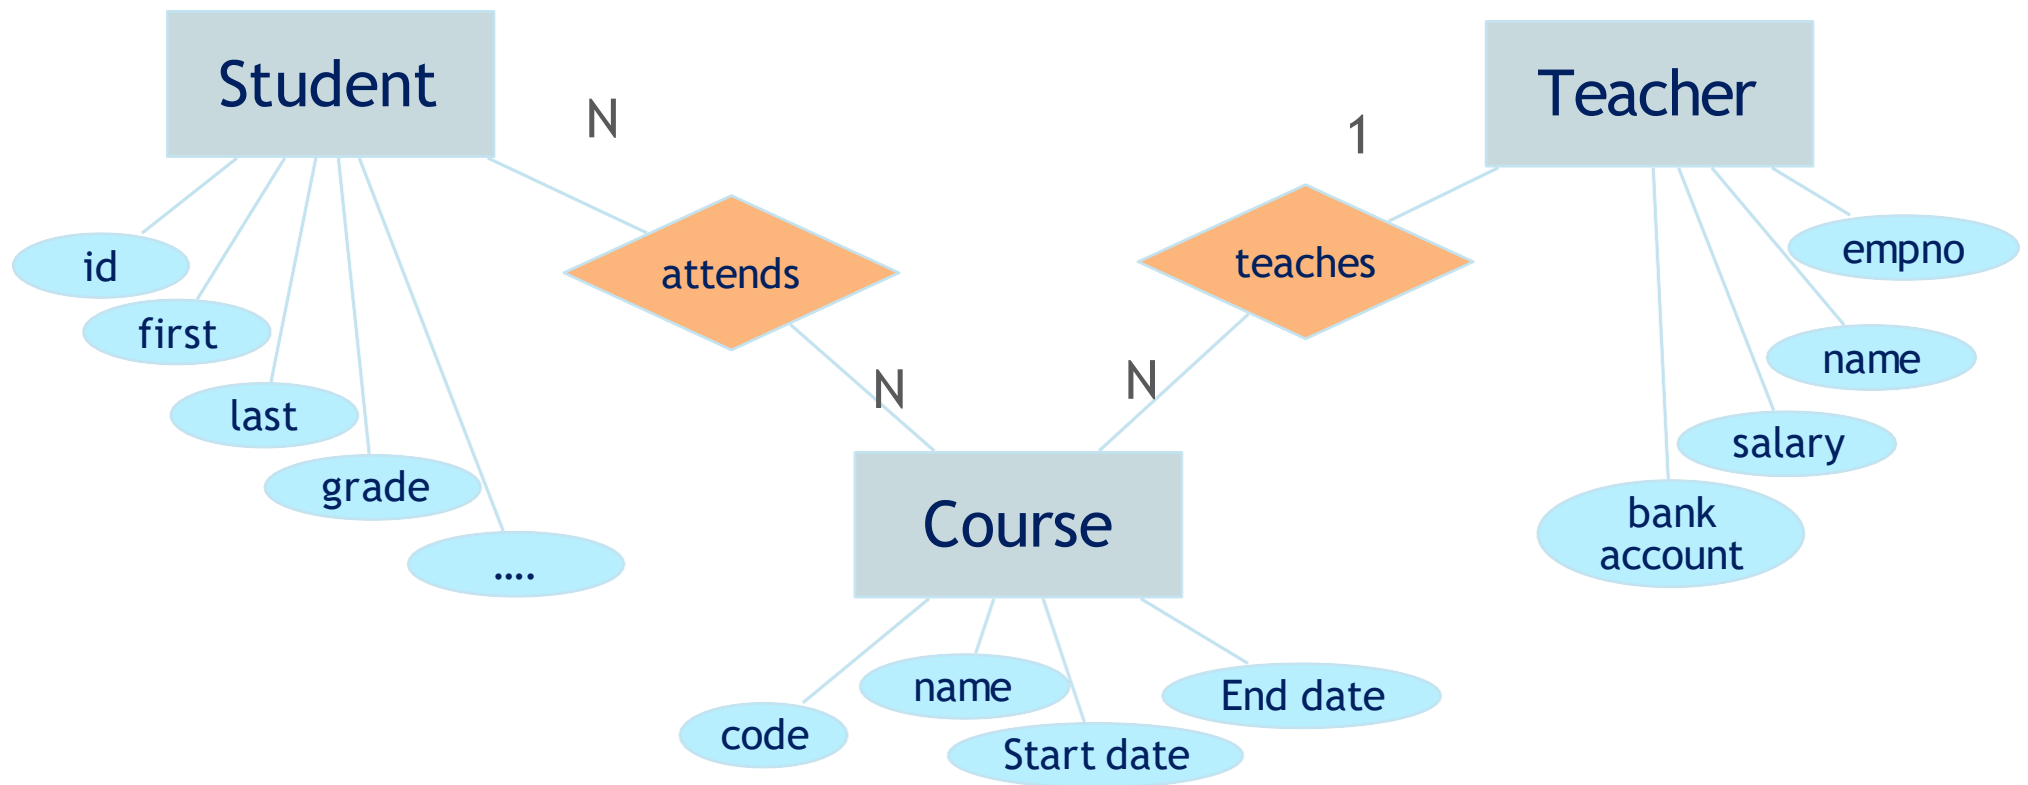 Student
Teacher
N
1
attends
teaches
id
first
last
grade
....
empno
name
salary
bank
account
N
N
Course
code
name
Start date
End date